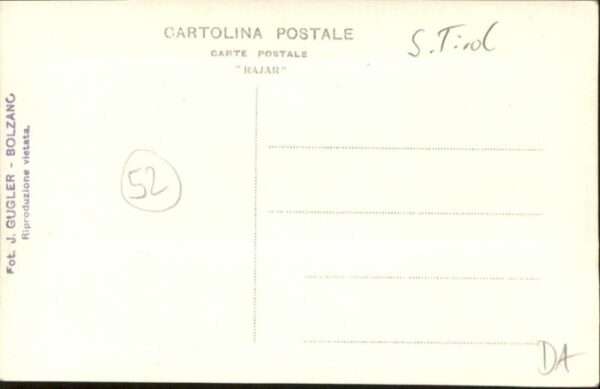 CARTOLINA POSTALE
CARTE POSTALE
"RAJAR"
S. Tirol
Fot. J. GUGLER - BOLZANO
Riproduzione vietata.
52
DA